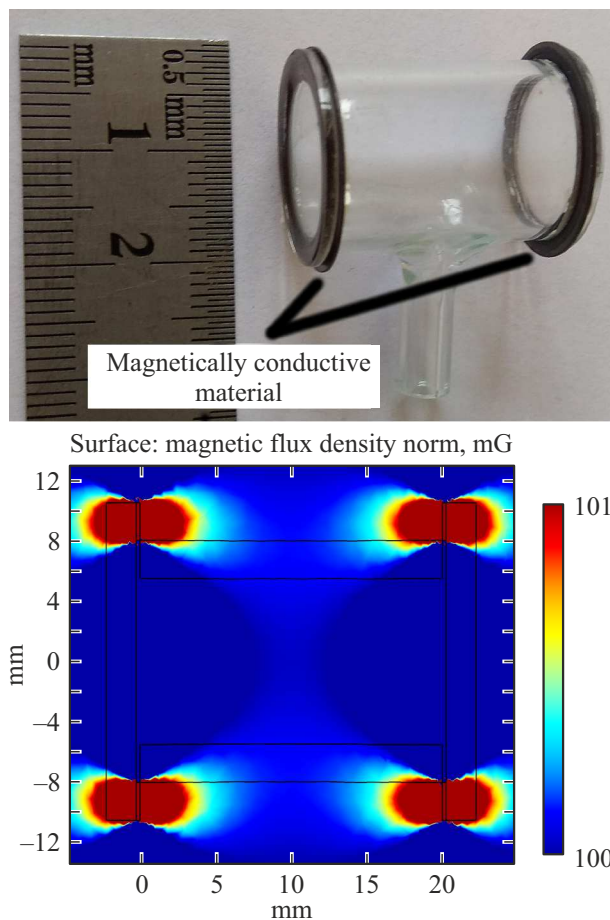 mm
0.5 mm
1
2
Magnetically conductive
material
Surface: magnetic flux density norm, mG
12
8
4
0
−4
−8
−12
mm
0
5
10
15
20
mm
101
100